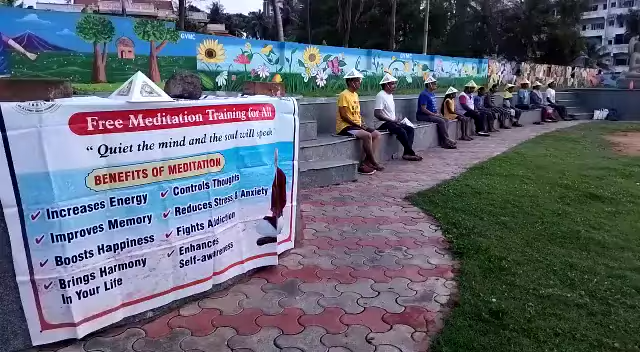 GVMC
Free Meditation Training for All
" Quiet the mind and the soul will speak "
BENEFITS OF MEDITATION
✓ Increases Energy
✓ Improves Memory
✓ Boosts Happiness
✓ Brings Harmony
In Your Life
✓ Controls Thoughts
✓ Reduces Stress & Anxiety
✓ Fights Addiction
✓ Enhances
Self-awareness